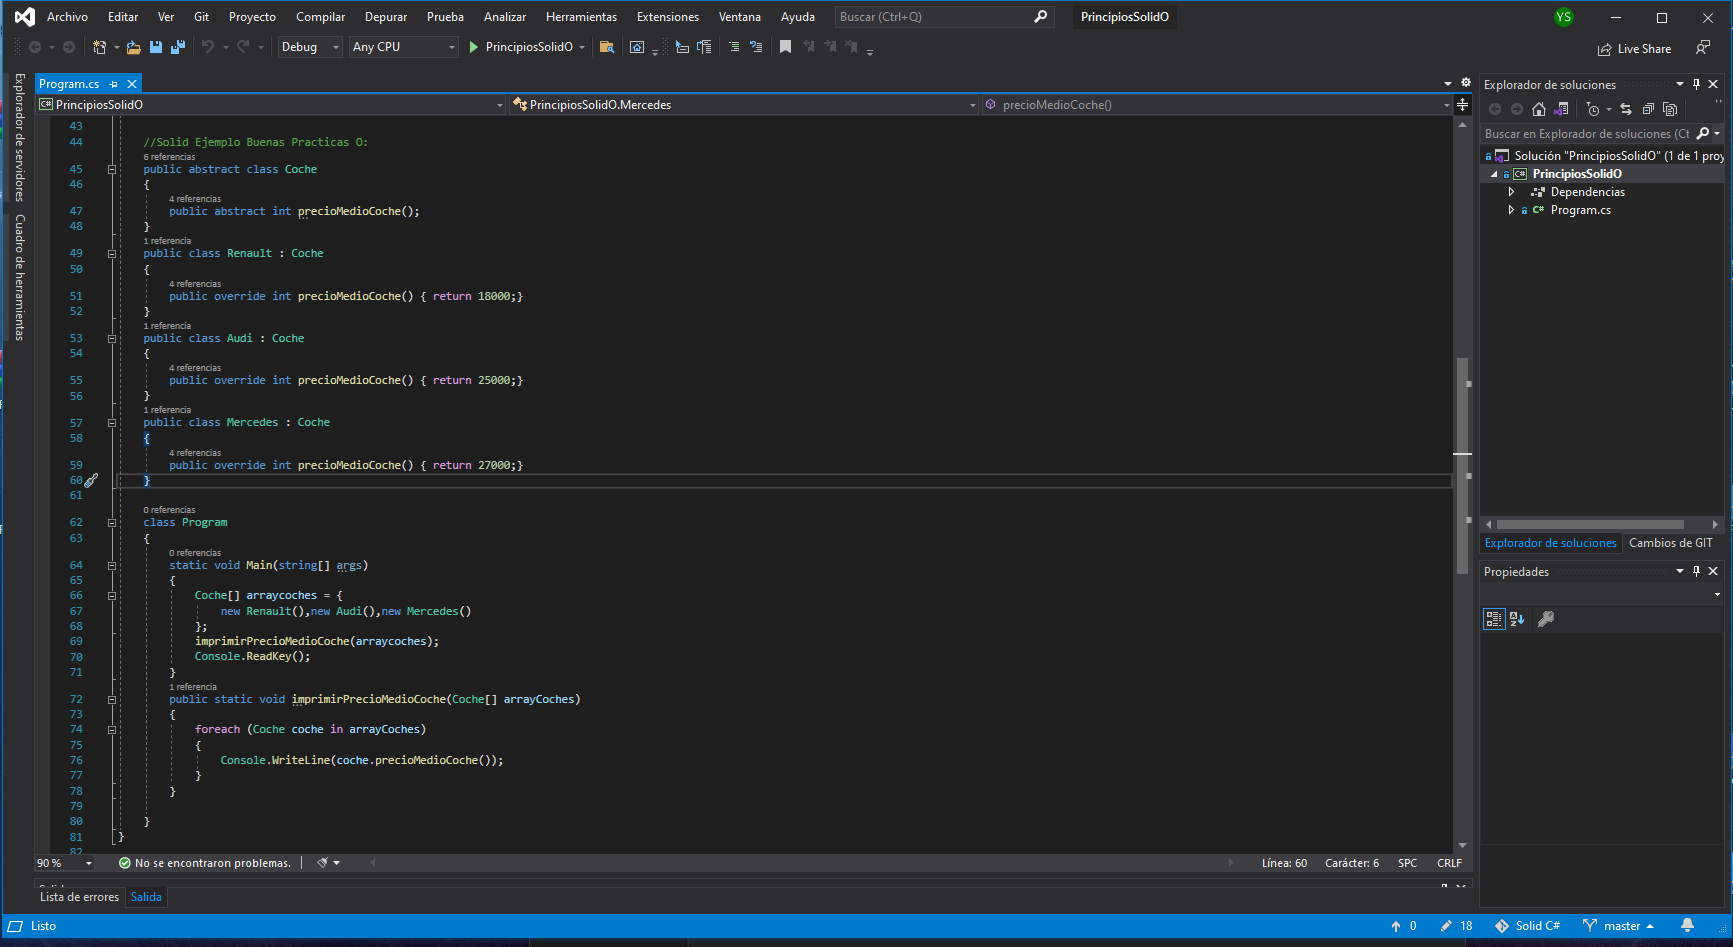 Archivo Editar Ver Git Proyecto Compilar Depurar Prueba Analizar Herramientas Extensiones Ventana Ayuda Buscar (Ctrl+Q) PrincipiosSolidO YS
Debug Any CPU PrincipiosSolidO Live Share
Explorador de servidores
Cuadro de herramientas
Program.cs
PrincipiosSolidO PrincipiosSolidO.Mercedes precioMedioCoche()
43
44 //Solid Ejemplo Buenas Practicas O:
6 referencias
45 public abstract class Coche
46 {
4 referencias
47 public abstract int precioMedioCoche();
48 }
1 referencia
49 public class Renault : Coche
50 {
4 referencias
51 public override int precioMedioCoche() { return 18000;}
52 }
1 referencia
53 public class Audi : Coche
54 {
4 referencias
55 public override int precioMedioCoche() { return 25000;}
56 }
1 referencia
57 public class Mercedes : Coche
58 {
4 referencias
59 public override int precioMedioCoche() { return 27000;}
60 }
61
0 referencias
62 class Program
63 {
0 referencias
64 static void Main(string[] args)
65 {
66 Coche[] arraycoches = {
67 new Renault(),new Audi(),new Mercedes()
68 };
69 imprimirPrecioMedioCoche(arraycoches);
70 Console.ReadKey();
71 }
1 referencia
72 public static void imprimirPrecioMedioCoche(Coche[] arrayCoches)
73 {
74 foreach (Coche coche in arrayCoches)
75 {
76 Console.WriteLine(coche.precioMedioCoche());
77 }
78 }
79
80 }
81 }
82
90 % No se encontraron problemas. Línea: 60 Carácter: 6 SPC CRLF
Lista de errores Salida
Explorador de soluciones
Buscar en Explorador de soluciones (Ct
Solución "PrincipiosSolidO" (1 de 1 proy
C# PrincipiosSolidO
Dependencias
C# Program.cs
Explorador de soluciones Cambios de GIT
Propiedades
Listo 0 18 Solid C# master